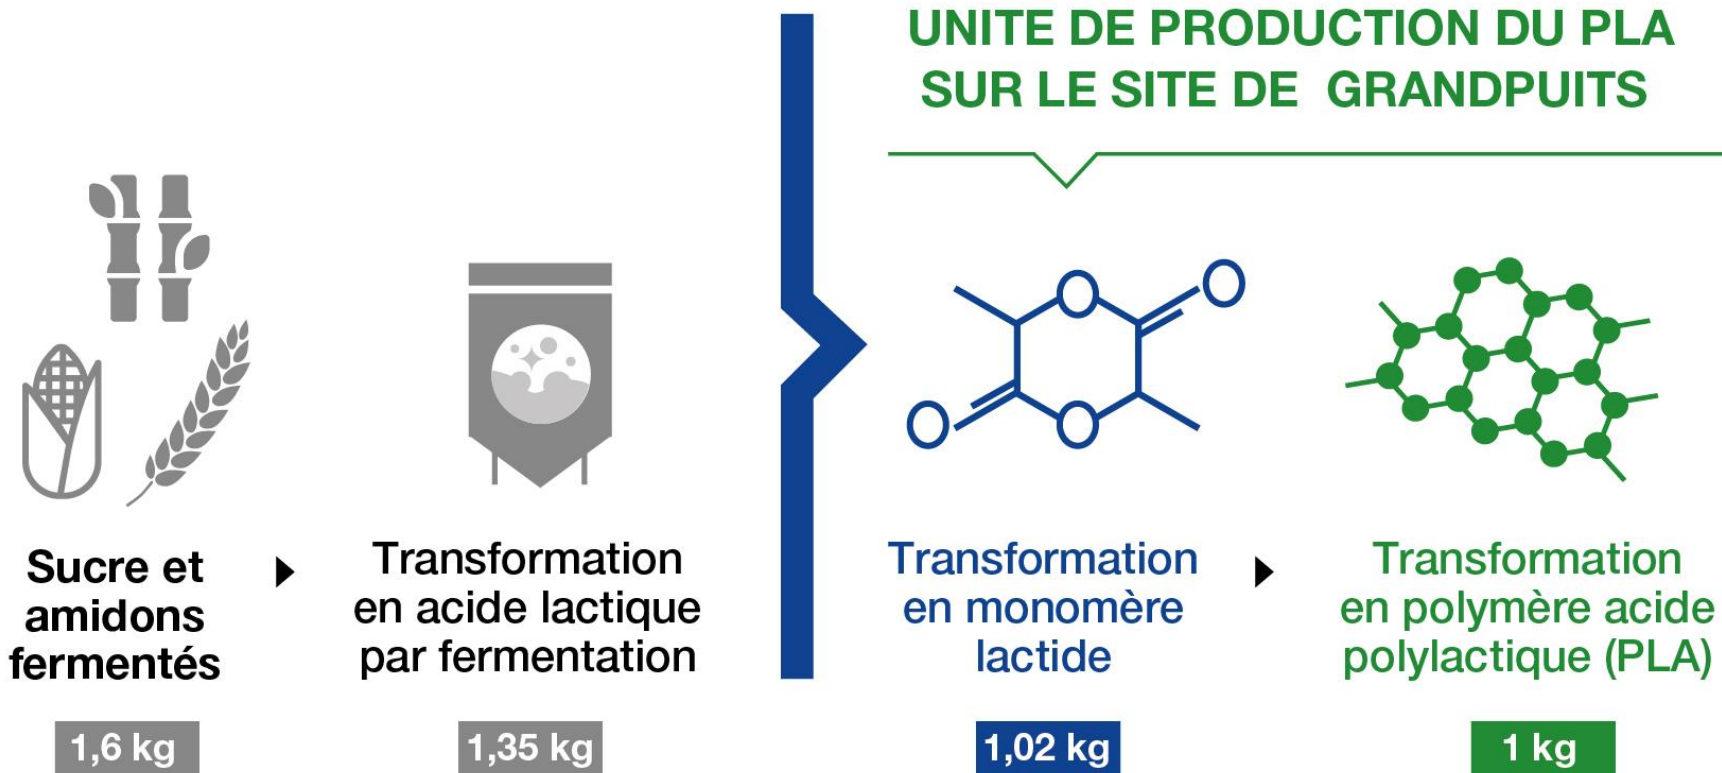 UNITE DE PRODUCTION DU PLA
SUR LE SITE DE GRANDPUITS
Sucre et
amidons
fermentés
1,6 kg
Transformation
en acide lactique
par fermentation
1,35 kg
O
O
O
O
Transformation
en monomère
lactide
1,02 kg
Transformation
en polymère acide
polylactique (PLA)
1 kg